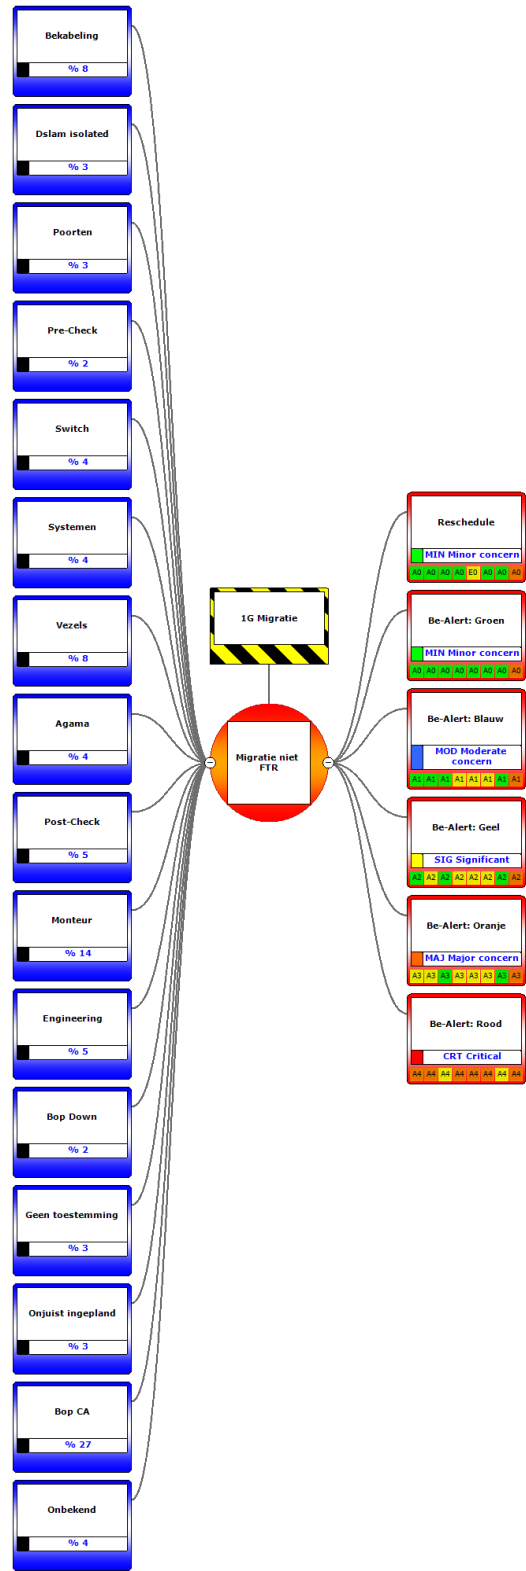 Bekabeling
% 8
Dslam isolated
% 3
Poorten
% 3
Pre-Check
% 2
Switch
% 4
Systemen
% 4
Vezels
% 8
Agama
% 4
Post-Check
% 5
Monteur
% 14
Engineering
% 5
Bop Down
% 2
Geen toestemming
% 3
Onjuist ingepland
% 3
Bop CA
% 27
Onbekend
% 4
1G Migratie
Migratie niet
FTR
Reschedule
MIN Minor concern
A0 A0 A0 A0 E0 A0 A0 A0
Be-Alert: Groen
MIN Minor concern
A0 A0 A0 A0 A0 A0 A0 A0
Be-Alert: Blauw
MOD Moderate
concern
A1 A1 A1 A1 A1 A1 A1 A1
Be-Alert: Geel
SIG Significant
A2 A2 A2 A2 A2 A2 A2 A2
Be-Alert: Oranje
MAJ Major concern
A3 A3 A3 A3 A3 A3 A3 A3
Be-Alert: Rood
CRT Critical
A4 A4 A4 A4 A4 A4 A4 A4